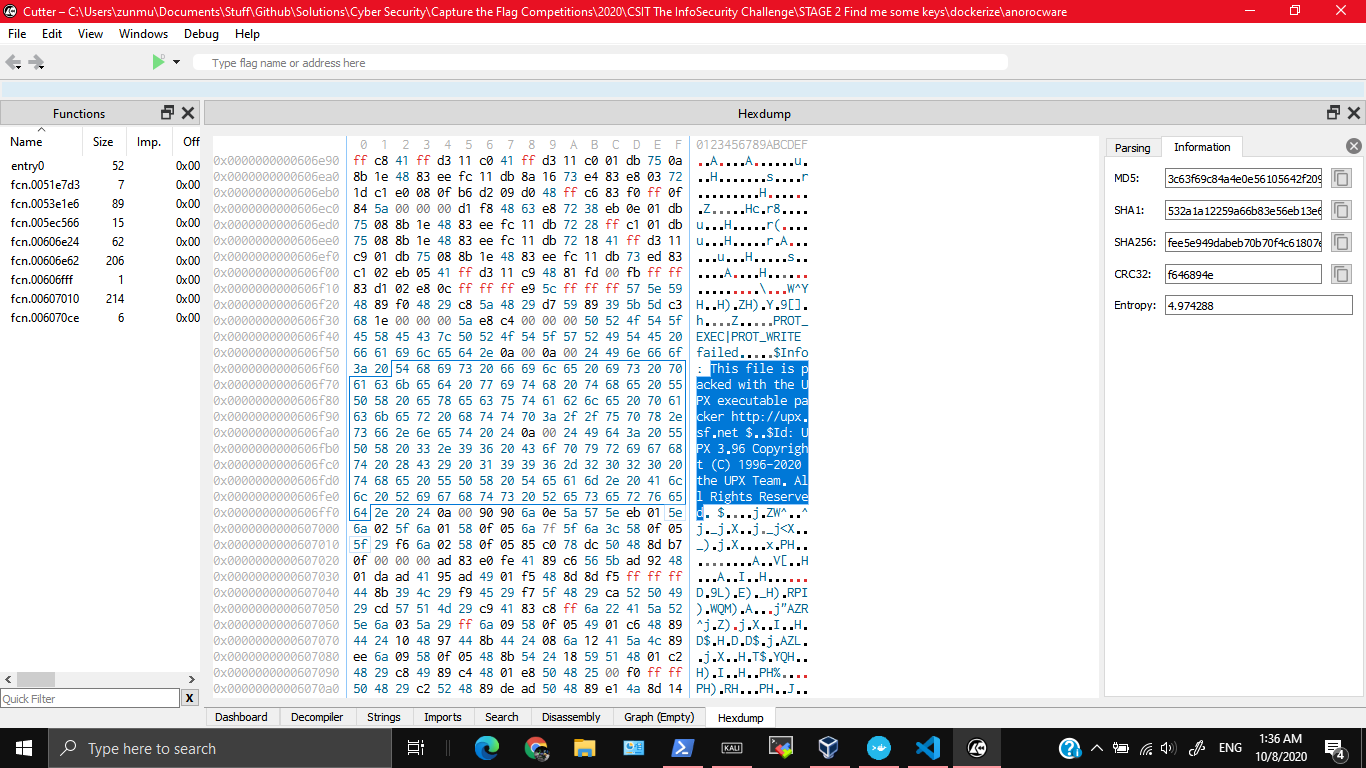 Cutter – C:\Users\zunmu\Documents\Stuff\Github\Solutions\Cyber Security\Capture the Flag Competitions\2020\CSIT The InfoSecurity Challenge\STAGE 2 Find me some keys\dockerize\anorocware
File Edit View Windows Debug Help
Type flag name or address here
Functions
Name Size Imp. Off
entry0 52 0x00
fcn.0051e7d3 7 0x00
fcn.0053e1e6 89 0x00
fcn.005ec566 15 0x00
fcn.00606e24 62 0x00
fcn.00606e62 206 0x00
fcn.00606fff 1 0x00
fcn.00607010 214 0x00
fcn.006070ce 6 0x00
Quick Filter X
Hexdump
0 1 2 3 4 5 6 7 8 9 A B C D E F 0123456789ABCDEF
0x0000000000606e90 ff c8 41 ff d3 11 c0 41 ff d3 11 c0 01 db 75 0a ..A....A......u.
0x0000000000606ea0 8b 1e 48 83 ee fc 11 db 8a 16 73 e4 83 e8 03 72 ..H.......s....r
0x0000000000606eb0 1d c1 e0 08 0f b6 d2 09 d0 48 ff c6 83 f0 ff 0f .........H......
0x0000000000606ec0 84 5a 00 00 00 d1 f8 48 63 e8 72 38 eb 0e 01 db .Z.....Hc.r8....
0x0000000000606ed0 75 08 8b 1e 48 83 ee fc 11 db 72 28 ff c1 01 db u...H.....r(....
0x0000000000606ee0 75 08 8b 1e 48 83 ee fc 11 db 72 18 41 ff d3 11 u...H.....r.A...
0x0000000000606ef0 c9 01 db 75 08 8b 1e 48 83 ee fc 11 db 73 ed 83 ...u...H.....s..
0x0000000000606f00 c1 02 eb 05 41 ff d3 11 c9 48 81 fd 00 fb ff ff ....A....H......
0x0000000000606f10 83 d1 02 e8 0c ff ff ff e9 5c ff ff ff 57 5e 59 .........\...W^Y
0x0000000000606f20 48 89 f0 48 29 c8 5a 48 29 d7 59 89 39 5b 5d c3 H..H).ZH).Y.9[].
0x0000000000606f30 68 1e 00 00 00 5a e8 c4 00 00 00 50 52 4f 54 5f h....Z.....PROT_
0x0000000000606f40 45 58 45 43 7c 50 52 4f 54 5f 57 52 49 54 45 20 EXEC|PROT_WRITE
0x0000000000606f50 66 61 69 6c 65 64 2e 0a 00 0a 00 24 49 6e 66 6f failed.....$Info
0x0000000000606f60 3a 20 54 68 69 73 20 66 69 6c 65 20 69 73 20 70 : This file is p
0x0000000000606f70 61 63 6b 65 64 20 77 69 74 68 20 74 68 65 20 55 acked with the U
0x0000000000606f80 50 58 20 65 78 65 63 75 74 61 62 6c 65 20 70 61 PX executable pa
0x0000000000606f90 63 6b 65 72 20 68 74 74 70 3a 2f 2f 75 70 78 2e cker http://upx.
0x0000000000606fa0 73 66 2e 6e 65 74 20 24 0a 00 24 49 64 3a 20 55 sf.net $..$Id: U
0x0000000000606fb0 50 58 20 33 2e 39 36 20 43 6f 70 79 72 69 67 68 PX 3.96 Copyrigh
0x0000000000606fc0 74 20 28 43 29 20 31 39 39 36 2d 32 30 32 30 20 t (C) 1996-2020
0x0000000000606fd0 74 68 65 20 55 50 58 20 54 65 61 6d 2e 20 41 6c the UPX Team. Al
0x0000000000606fe0 6c 20 52 69 67 68 74 73 20 52 65 73 65 72 76 65 l Rights Reserve
0x0000000000606ff0 64 2e 20 24 0a 00 90 90 6a 0e 5a 57 5e eb 01 5e d. $....j.ZW^..^
0x0000000000607000 6a 02 5f 6a 01 58 0f 05 6a 7f 5f 6a 3c 58 0f 05 j._j.X..j._j<X..
0x0000000000607010 5f 29 f6 6a 02 58 0f 05 85 c0 78 dc 50 48 8d b7 _).j.X....x.PH..
0x0000000000607020 0f 00 00 00 ad 83 e0 fe 41 89 c6 56 5b ad 92 48 ........A..V[..H
0x0000000000607030 01 da ad 41 95 ad 49 01 f5 48 8d 8d f5 ff ff ff ...A..I..H......
0x0000000000607040 44 8b 39 4c 29 f9 45 29 f7 5f 48 29 ca 52 50 49 D.9L).E)._H).RPI
0x0000000000607050 29 cd 57 51 4d 29 c9 41 83 c8 ff 6a 22 41 5a 52 ).WQM).A...j"AZR
0x0000000000607060 5e 6a 03 5a 29 ff 6a 09 58 0f 05 49 01 c6 48 89 ^j.Z).j.X..I..H.
0x0000000000607070 44 24 10 48 97 44 8b 44 24 08 6a 12 41 5a 4c 89 D$.H.D.D$.j.AZL.
0x0000000000607080 ee 6a 09 58 0f 05 48 8b 54 24 18 59 51 48 01 c2 .j.X..H.T$.YQH..
0x0000000000607090 48 29 c8 49 89 c4 48 01 e8 50 48 25 00 f0 ff ff H).I..H..PH%....
0x00000000006070a0 50 48 29 c2 52 48 89 de ad 50 48 89 e1 4a 8d 14 PH).RH...PH..J..
Parsing Information
MD5: 3c63f69c84a4e0e56105642f209
SHA1: 532a1a12259a66b83e56eb13e6
SHA256: fee5e949dabeb70b70f4c61807e
CRC32: f646894e
Entropy: 4.974288
Dashboard Decompiler Strings Imports Search Disassembly Graph (Empty) Hexdump
Type here to search
KALI
ENG
1:36 AM
10/8/2020
4